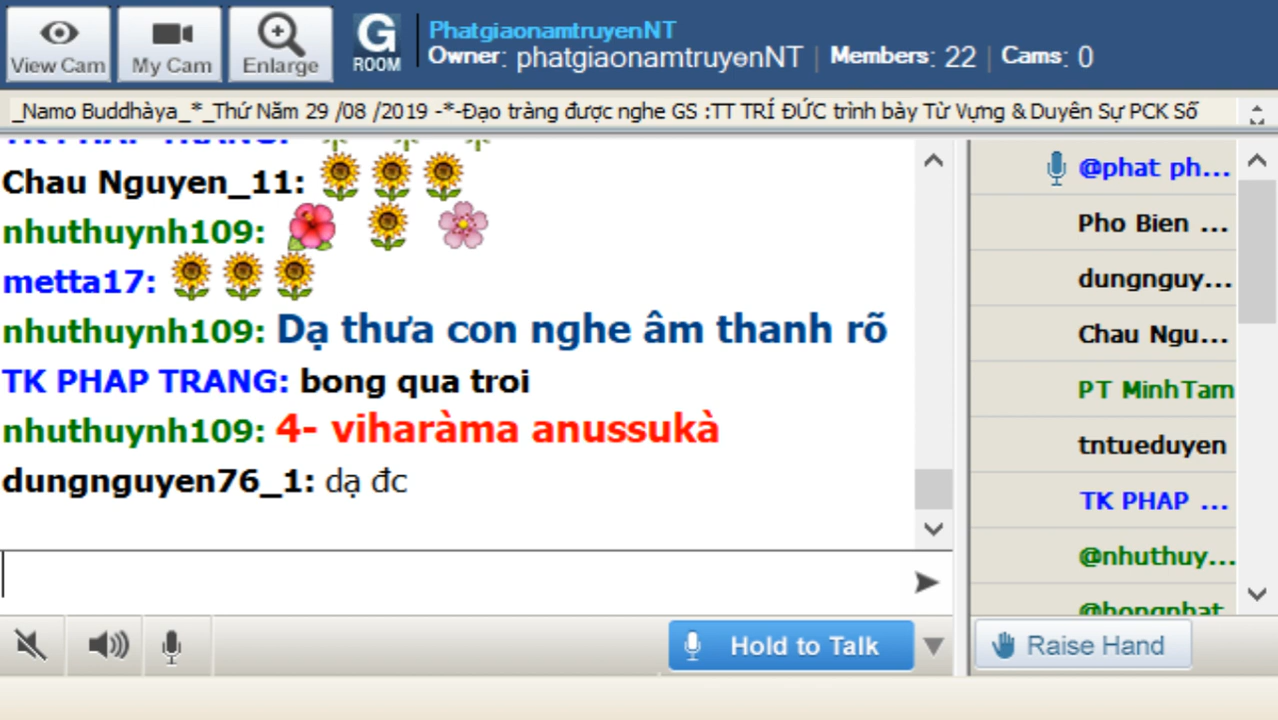 View Cam
My Cam
Enlarge
G
ROOM
PhatgiaonamtruyenNT
Owner: phatgiaonamtruyenNT | Members: 22 | Cams: 0
_Namo Buddhàya_*_Thứ Năm 29 /08 /2019 -*-Đạo tràng được nghe GS :TT TRÍ ĐỨC trình bày Từ Vựng & Duyên Sự PCK Số
TK PHAP TRANG:
Chau Nguyen_11:
nhuthuynh109:
metta17:
nhuthuynh109: Dạ thưa con nghe âm thanh rõ
TK PHAP TRANG: bong qua troi
nhuthuynh109: 4- viharàma anussukà
dungnguyen76_1: dạ đc
@phat ph...
Pho Bien ...
dungnguy...
Chau Ngu...
PT MinhTam
tntueduyen
TK PHAP ...
@nhuthuy...
@hongphat
Hold to Talk
Raise Hand